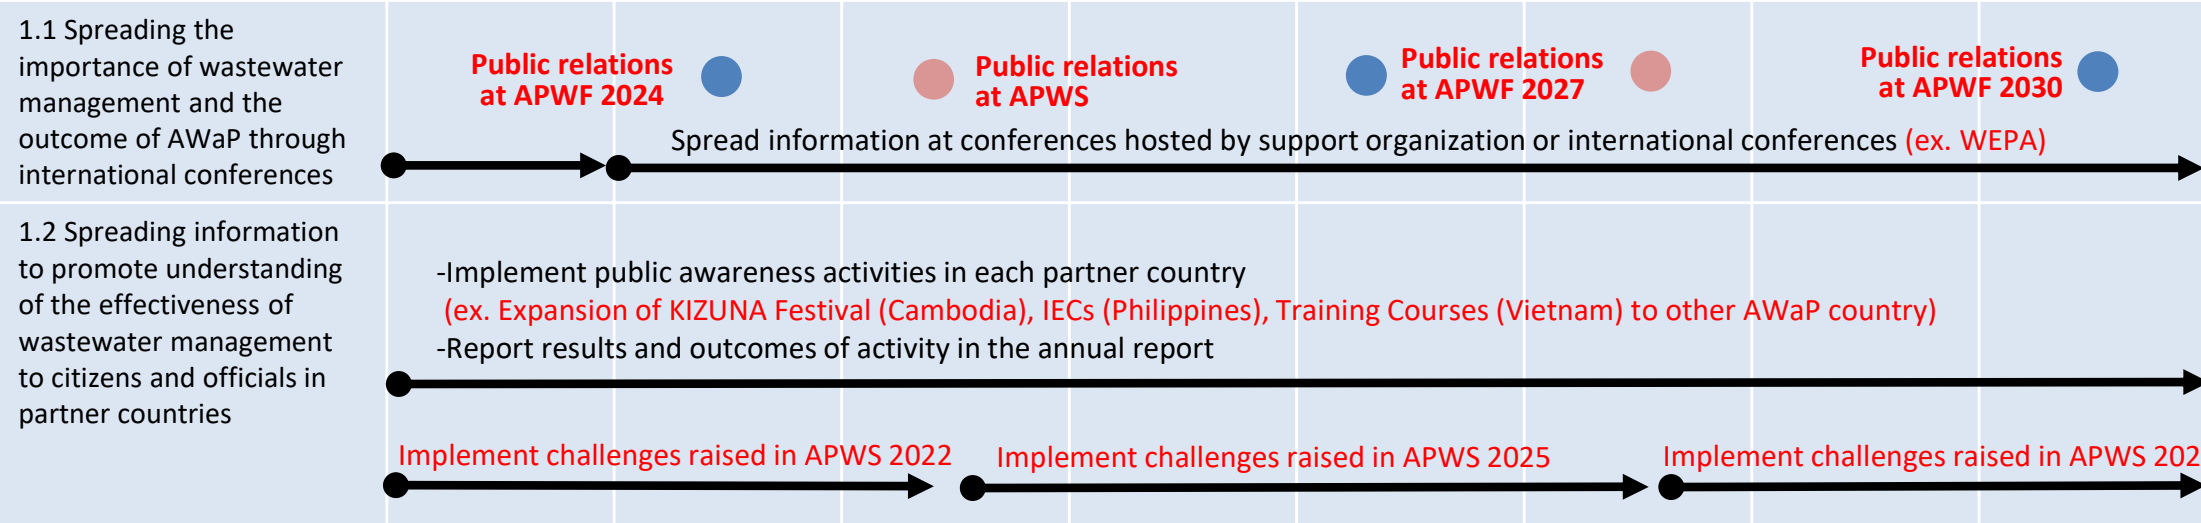 1.1 Spreading the
importance of wastewater
management and the
outcome of AWaP through
international conferences
Public relations
at APWF 2024
Public relations
at APWS
Public relations
at APWF 2027
Public relations
at APWF 2030
Spread information at conferences hosted by support organization or international conferences (ex. WEPA)
1.2 Spreading information
to promote understanding
of the effectiveness of
wastewater management
to citizens and officials in
partner countries
-Implement public awareness activities in each partner country
(ex. Expansion of KIZUNA Festival (Cambodia), IECs (Philippines), Training Courses (Vietnam) to other AWaP country)
-Report results and outcomes of activity in the annual report
Implement challenges raised in APWS 2022
Implement challenges raised in APWS 2025
Implement challenges raised in APWS 202